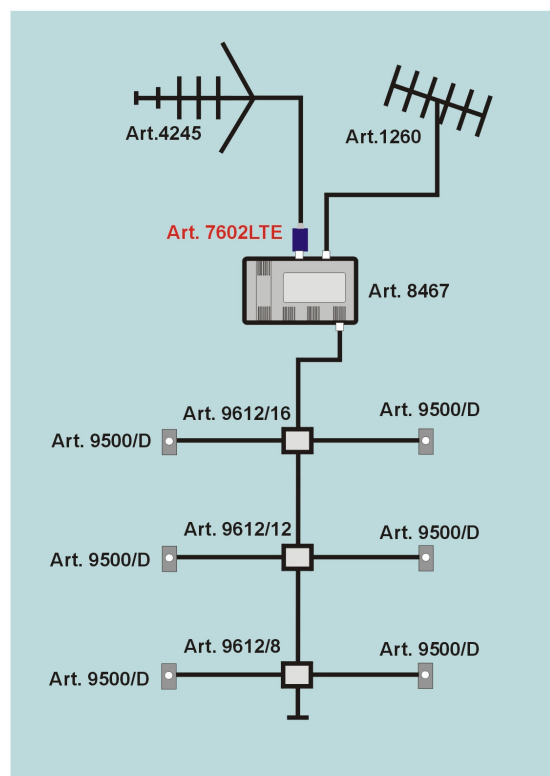 Art.4245
Art.1260
Art. 7602LTE
Art. 8467
Art. 9612/16
Art. 9500/D
Art. 9500/D
Art. 9612/12
Art. 9500/D
Art. 9500/D
Art. 9612/8
Art. 9500/D
Art. 9500/D